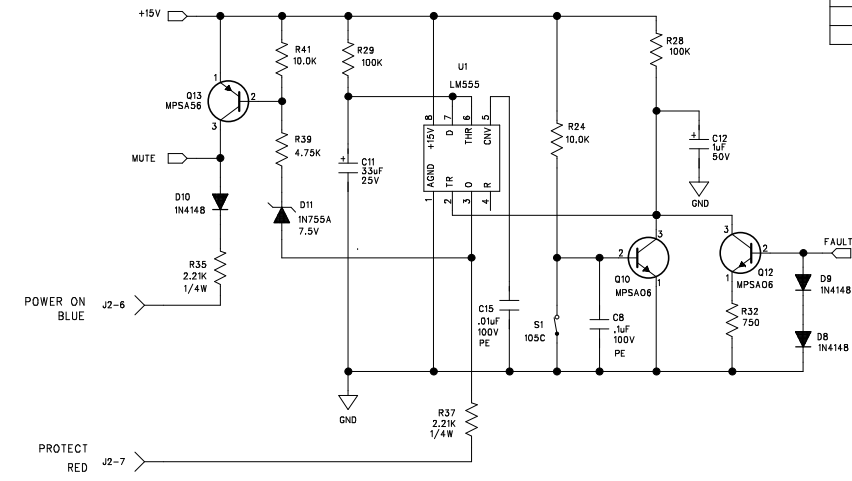 +15V
R41
10.0K
R29
100K
U1
LM555
R28
100K
1
Q13
MPSA56
2
3
8
7
6
5
+15V
D
THR
CNV
AGND
TR
O
R
1
2
3
4
R39
4.75K
R24
10.0K
+
C12
1uF
50V
GND
MUTE
+
C11
33uF
25V
D10
1N4148
D11
1N755A
7.5V
R35
2.21K
1/4W
3
2
Q10
MPSA06
1
3
2
Q12
MPSA06
1
FAULT
D9
1N4148
POWER ON
BLUE
J2-6
C15
.01uF
100V
PE
S1
105C
C8
.1uF
100V
PE
R32
750
D8
1N4148
GND
R37
2.21K
1/4W
PROTECT
RED
J2-7